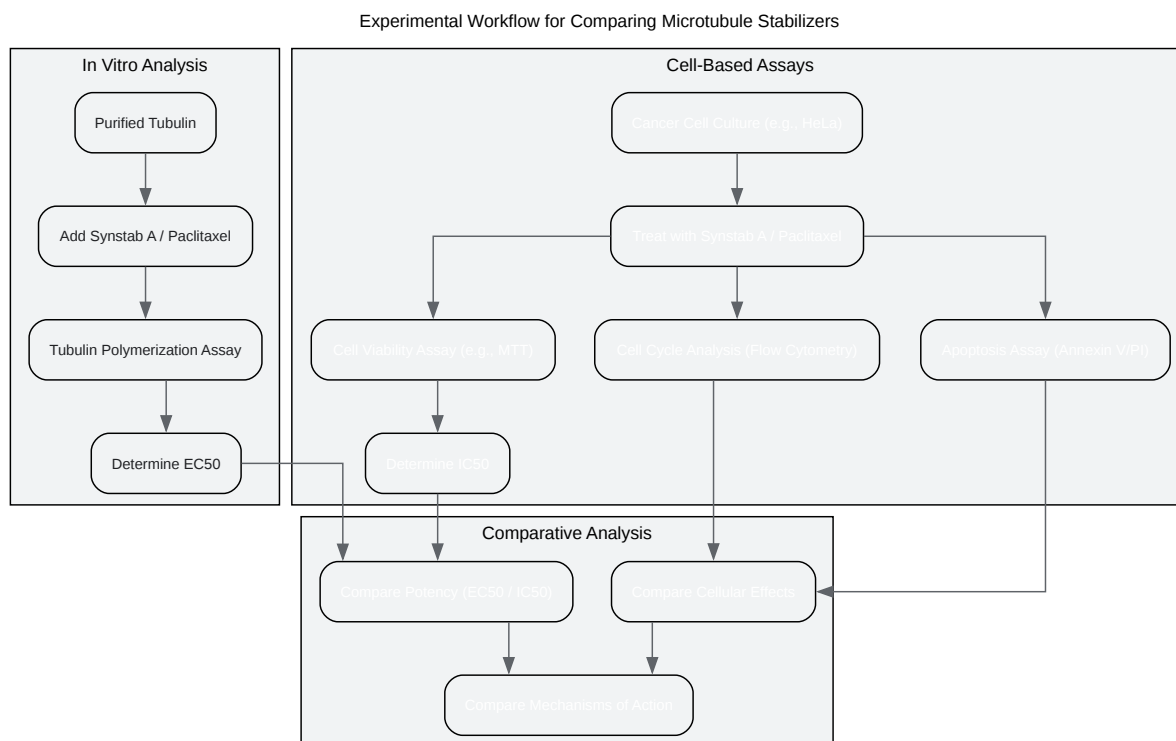 Experimental Workflow for Comparing Microtubule Stabilizers
In Vitro Analysis
Purified Tubulin
Add Synstab A / Paclitaxel
Tubulin Polymerization Assay
Determine EC50
Cell-Based Assays
Cancer Cell Culture (e.g., HeLa)
Treat with Synstab A / Paclitaxel
Cell Viability Assay (e.g., MTT)
Cell Cycle Analysis (Flow Cytometry)
Apoptosis Assay (Annexin V/PI)
Determine IC50
Comparative Analysis
Compare Potency (EC50 / IC50)
Compare Cellular Effects
Compare Mechanisms of Action